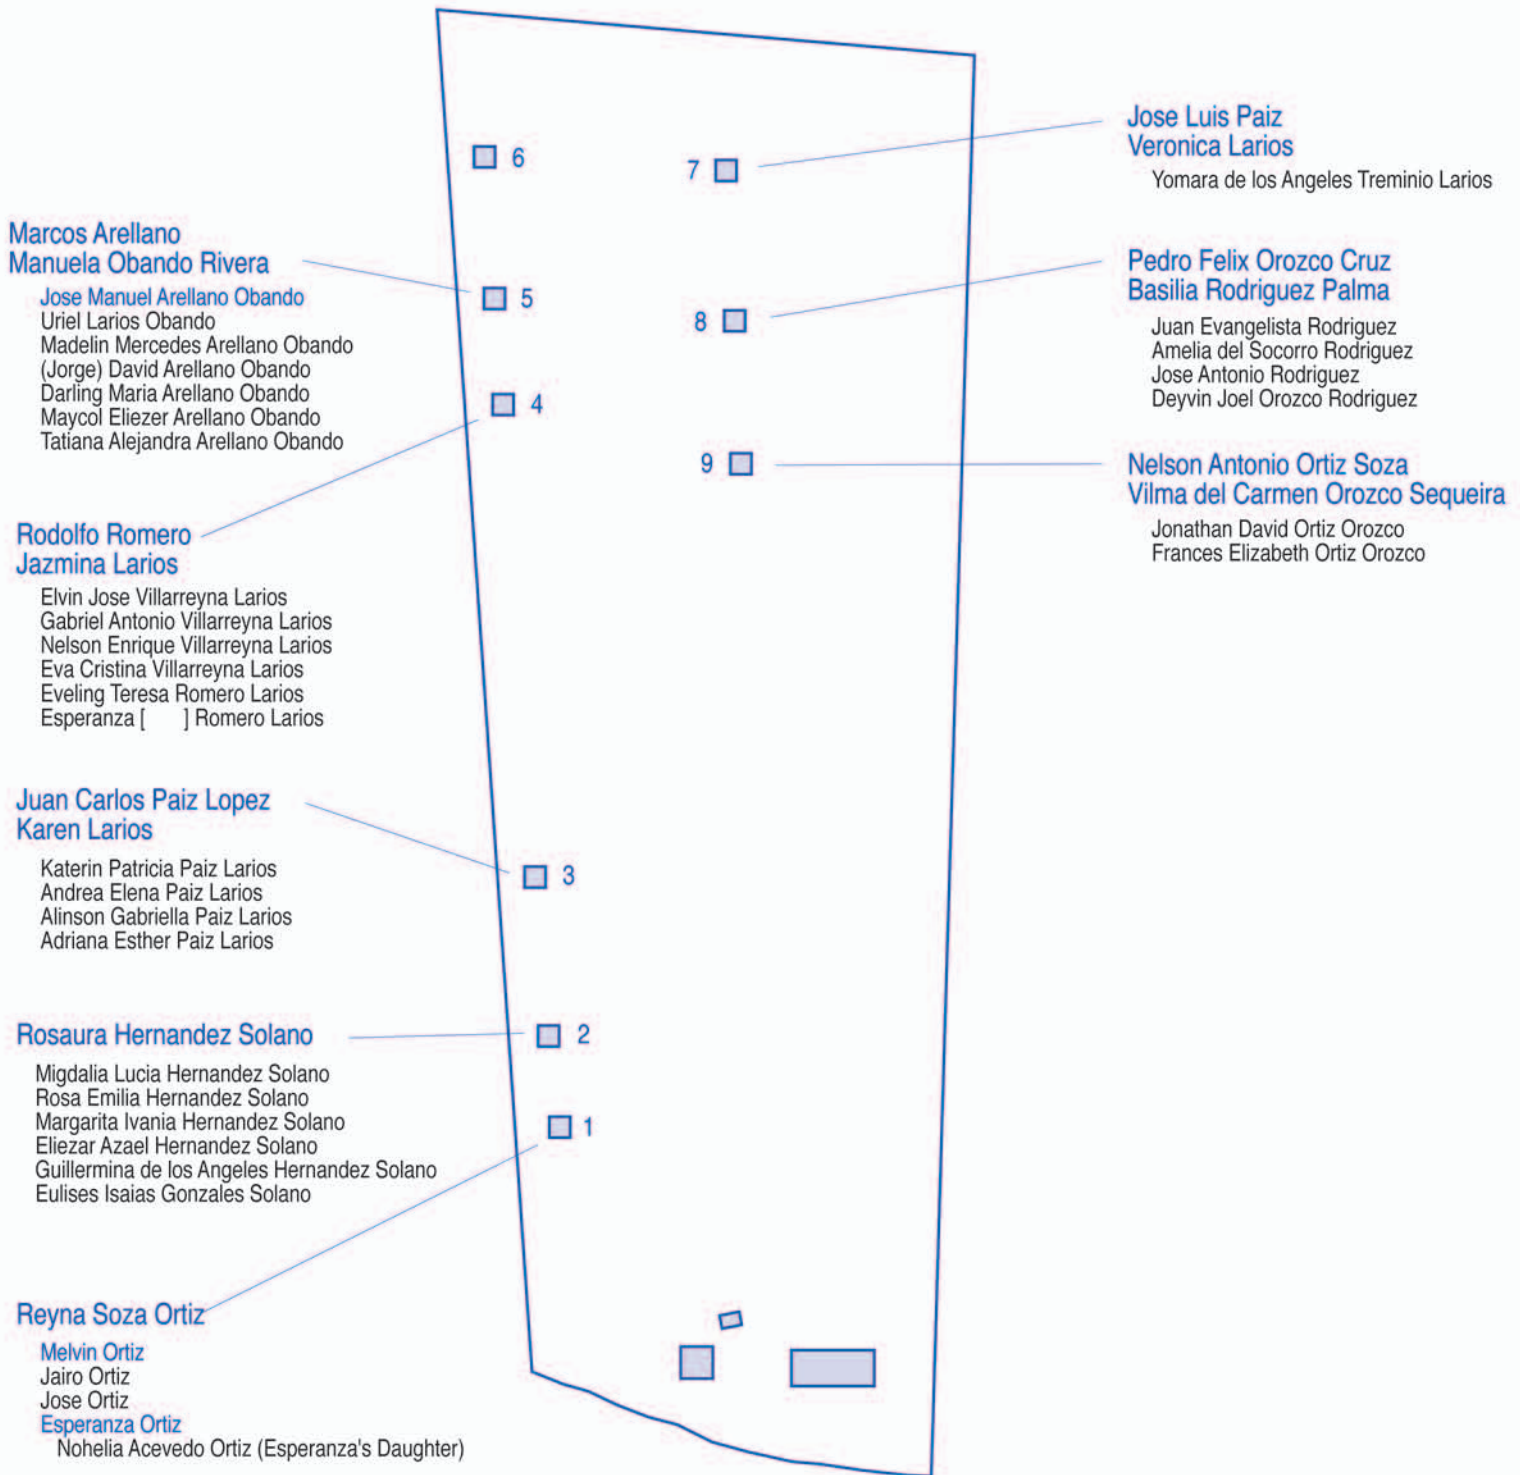 6
7
Jose Luis Paiz
Veronica Larios
Yomara de los Angeles Treminio Larios
Marcos Arellano
Manuela Obando Rivera
Jose Manuel Arellano Obando
Uriel Larios Obando
Madelin Mercedes Arellano Obando
(Jorge) David Arellano Obando
Darling Maria Arellano Obando
Maycol Eliezer Arellano Obando
Tatiana Alejandra Arellano Obando
5
8
Pedro Felix Orozco Cruz
Basilia Rodriguez Palma
Juan Evangelista Rodriguez
Amelia del Socorro Rodriguez
Jose Antonio Rodriguez
Deyvin Joel Orozco Rodriguez
4
9
Nelson Antonio Ortiz Soza
Vilma del Carmen Orozco Sequeira
Jonathan David Ortiz Orozco
Frances Elizabeth Ortiz Orozco
Rodolfo Romero
Jazmina Larios
Elvin Jose Villarreyna Larios
Gabriel Antonio Villarreyna Larios
Nelson Enrique Villarreyna Larios
Eva Cristina Villarreyna Larios
Eveling Teresa Romero Larios
Esperanza [ ] Romero Larios
Juan Carlos Paiz Lopez
Karen Larios
Katerin Patricia Paiz Larios
Andrea Elena Paiz Larios
Alinson Gabriella Paiz Larios
Adriana Esther Paiz Larios
3
Rosaura Hernandez Solano
Migdalia Lucia Hernandez Solano
Rosa Emilia Hernandez Solano
Margarita Ivania Hernandez Solano
Eliezar Azael Hernandez Solano
Guillermina de los Angeles Hernandez Solano
Eulises Isaias Gonzales Solano
2
1
Reyna Soza Ortiz
Melvin Ortiz
Jairo Ortiz
Jose Ortiz
Esperanza Ortiz
Nohelia Acevedo Ortiz (Esperanza's Daughter)